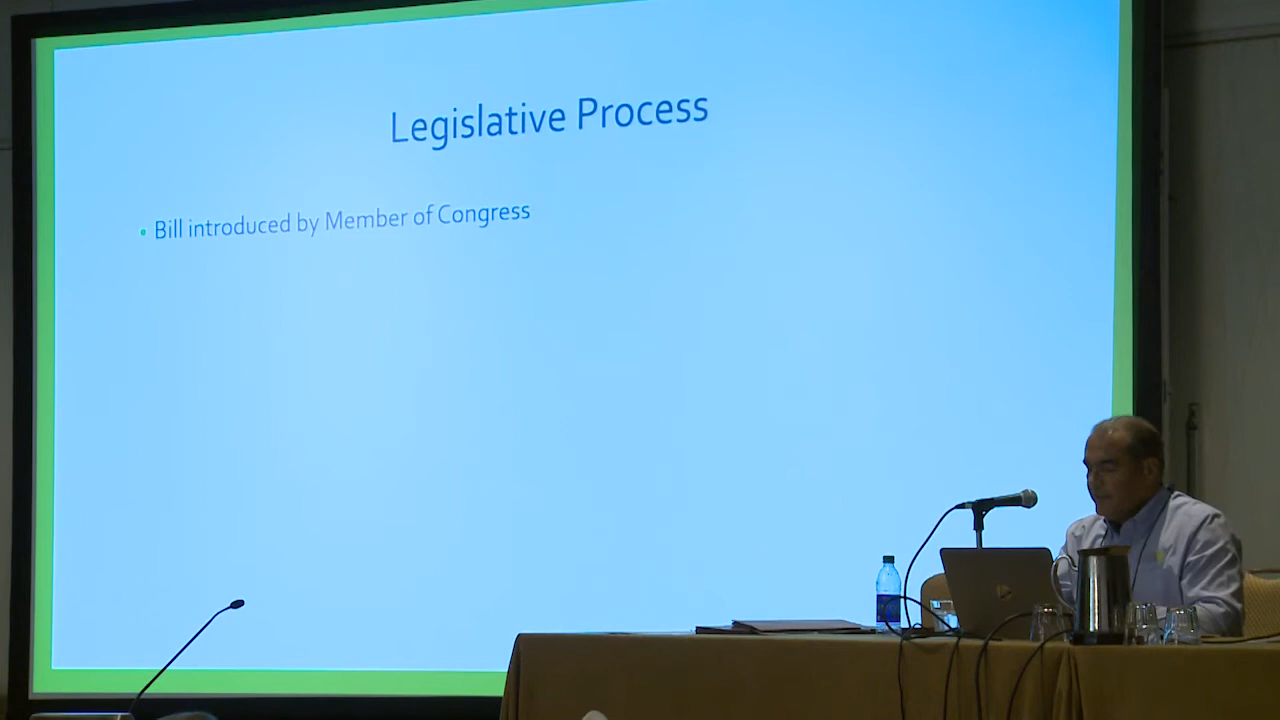 Legislative Process
• Bill introduced by Member of Congress